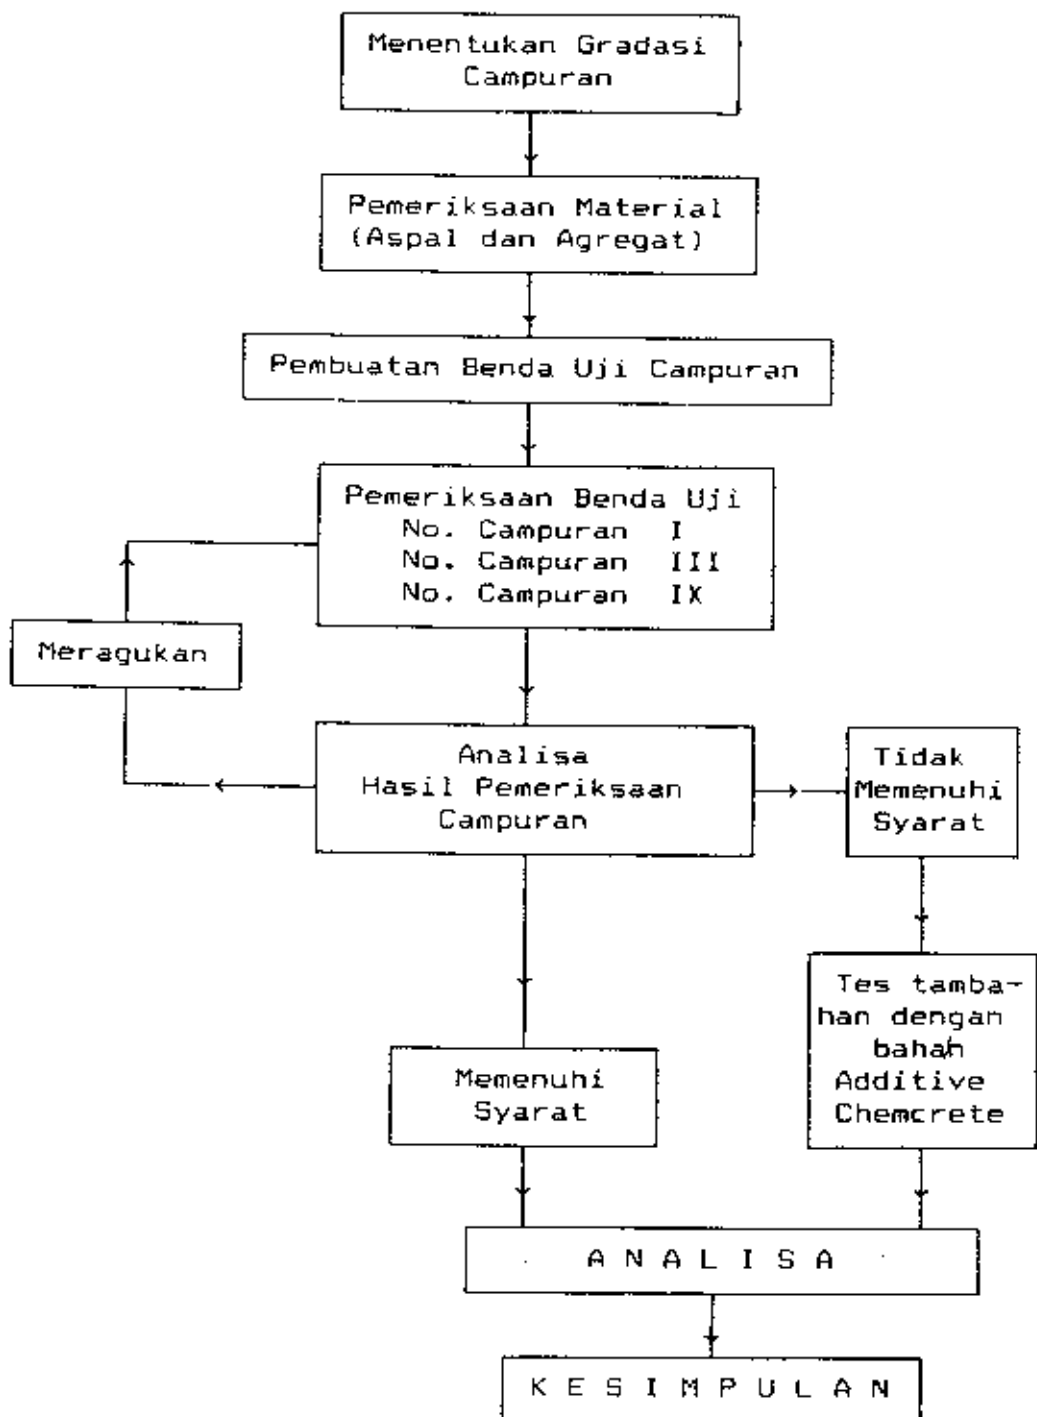 Menentukan Gradasi
Campuran
Pemeriksaan Material
(Aspal dan Agregat)
Pembuatan Benda Uji Campuran
Pemeriksaan Benda Uji
No. Campuran I
No. Campuran III
No. Campuran IX
Meragukan
Analisa
Hasil Pemeriksaan
Campuran
Tidak
Memenuhi
Syarat
Tes tamba-
han dengan
bahan
Additive
Chemcrete
Memenuhi
Syarat
A N A L I S A
K E S I M P U L A N